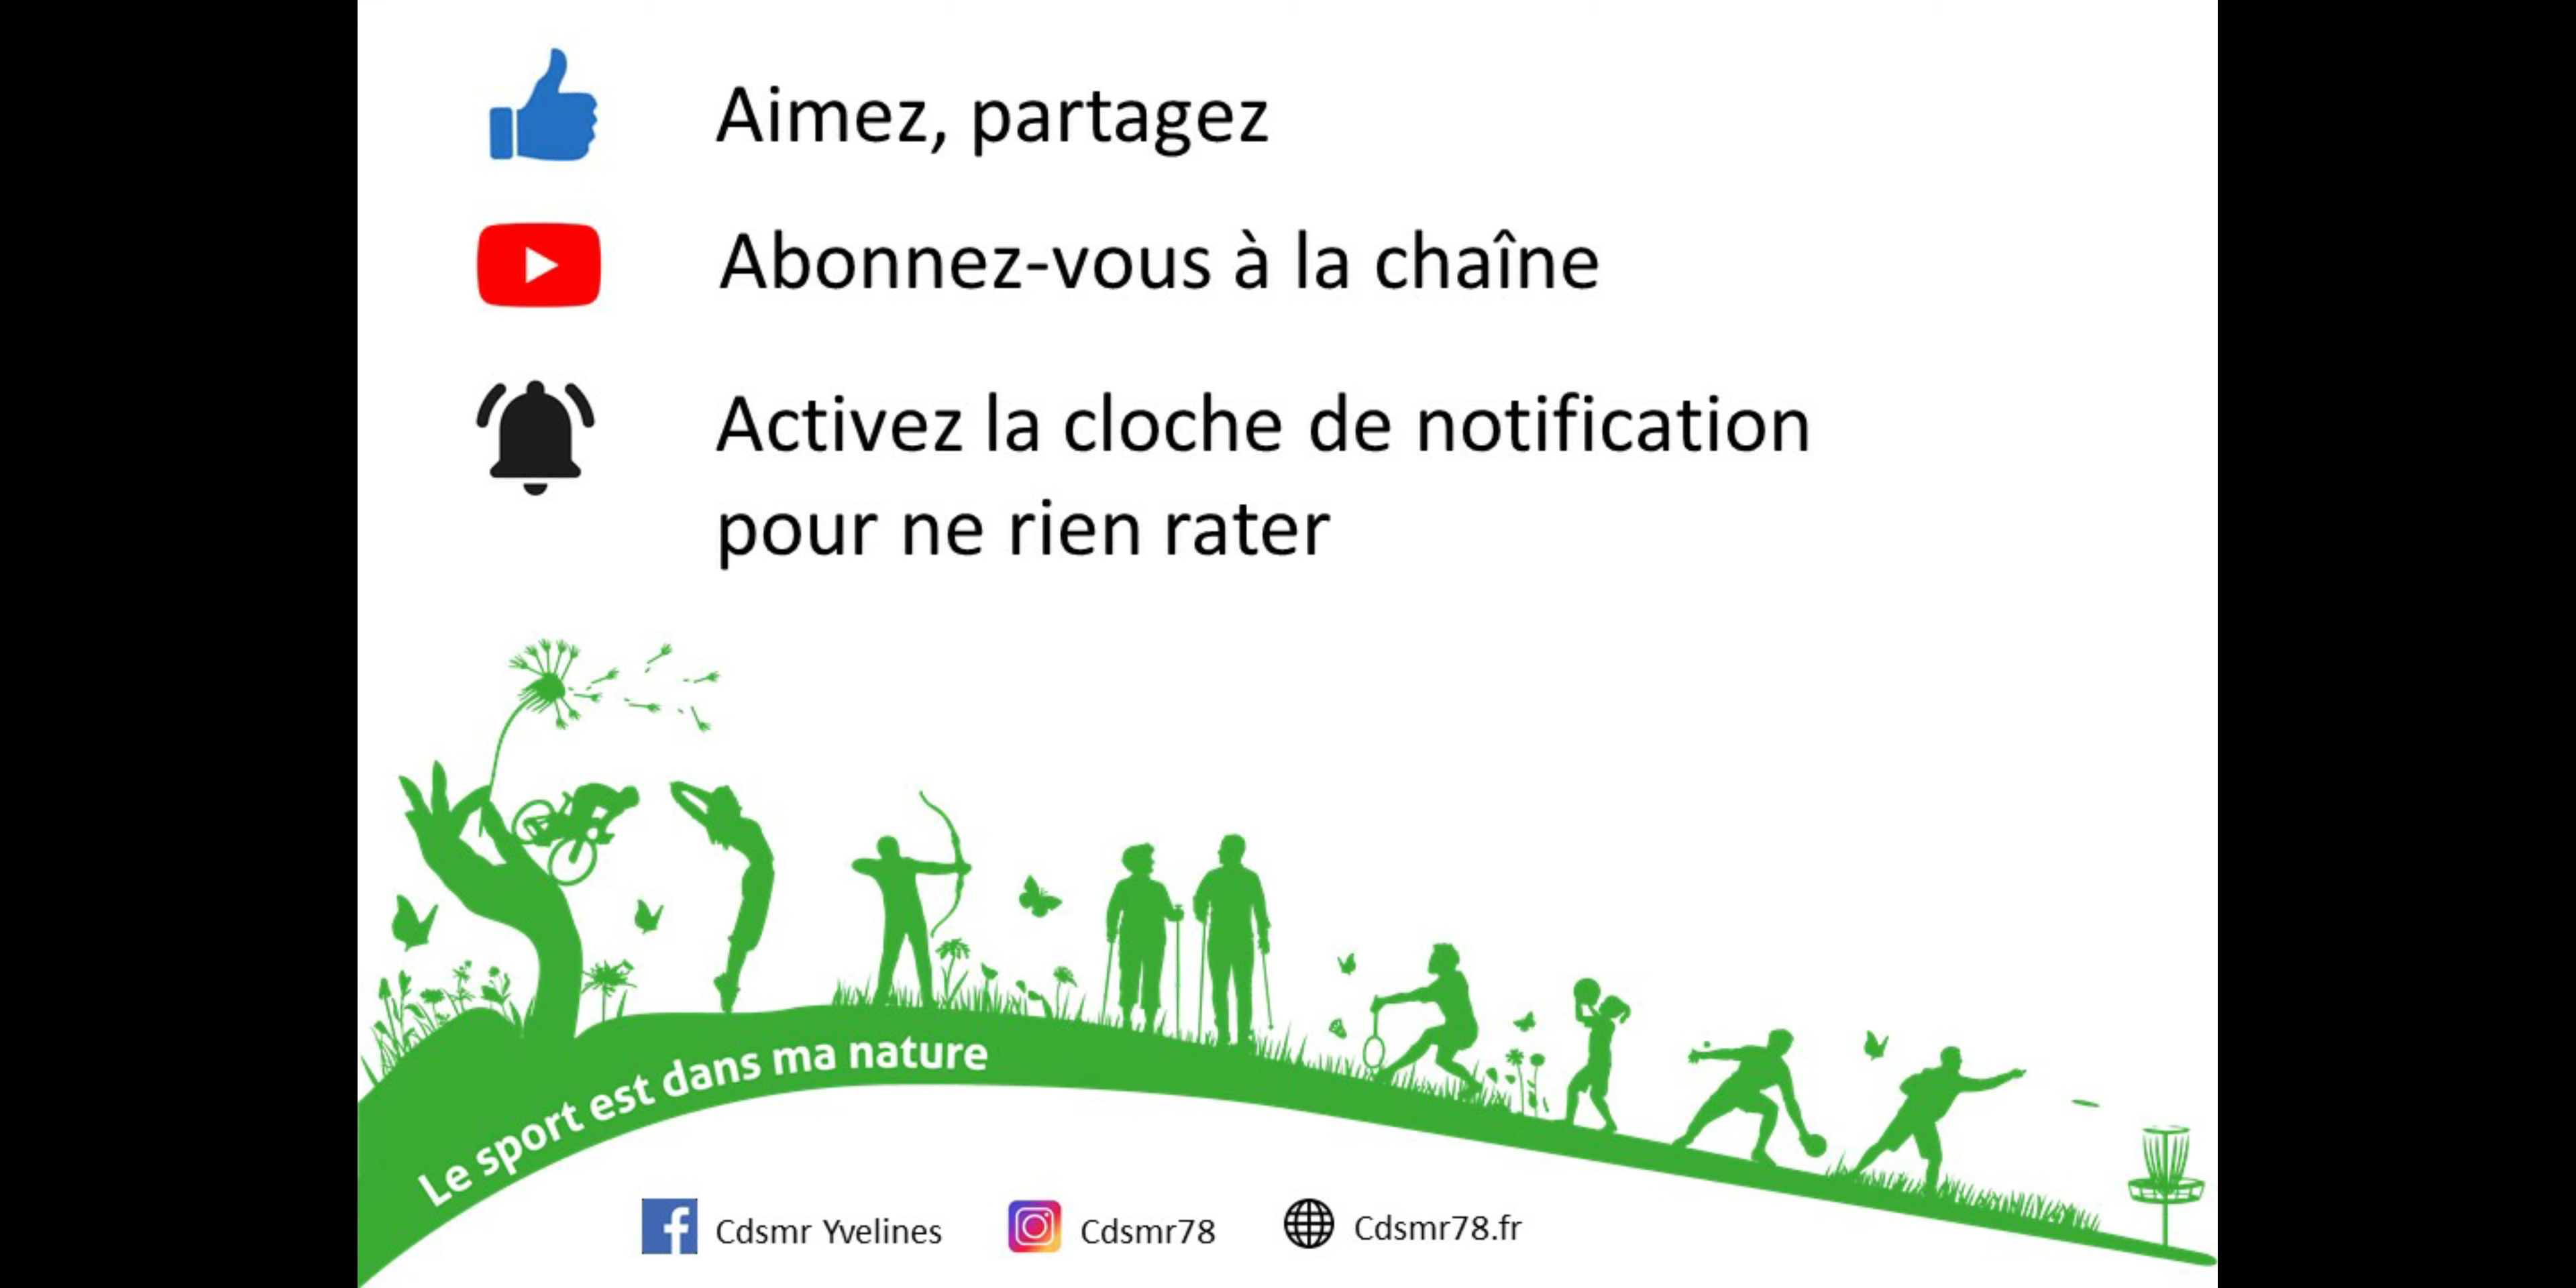 Aimez, partagez
Abonnez-vous à la chaîne
Activez la cloche de notification
pour ne rien rater
Le sport est dans ma nature
Cdsmr Yvelines
Cdsmr78
Cdsmr78.fr